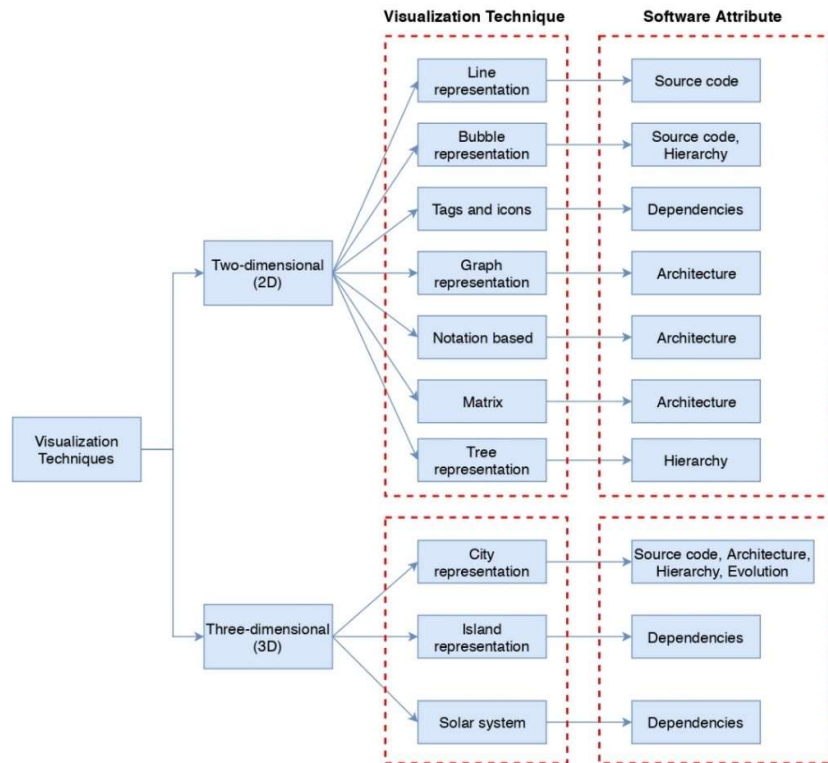 Visualization Technique
Software Attribute
Line
representation
Source code
Bubble
representation
Source code,
Hierarchy
Tags and icons
Dependencies
Two-dimensional
(2D)
Graph
representation
Architecture
Notation based
Architecture
Matrix
Architecture
Visualization
Techniques
Tree
representation
Hierarchy
City
representation
Source code, Architecture,
Hierarchy, Evolution
Three-dimensional
(3D)
Island
representation
Dependencies
Solar system
Dependencies